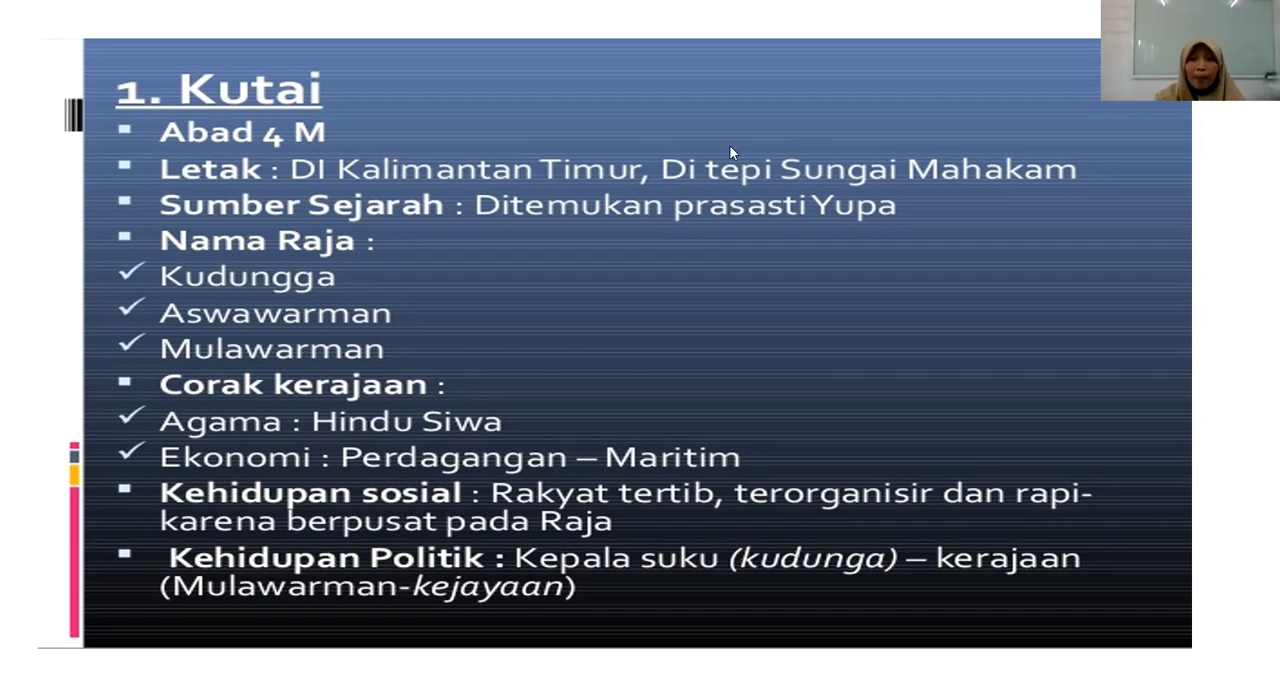 1. Kutai
Abad 4 M
Letak : DI Kalimantan Timur, Di tepi Sungai Mahakam
Sumber Sejarah : Ditemukan prasasti Yupa
Nama Raja :
Kudungga
Aswawarman
Mulawarman
Corak kerajaan :
Agama : Hindu Siwa
Ekonomi : Perdagangan – Maritim
Kehidupan sosial : Rakyat tertib, terorganisir dan rapi-
karena berpusat pada Raja
Kehidupan Politik : Kepala suku (kudunga) – kerajaan
(Mulawarman-kejayaan)